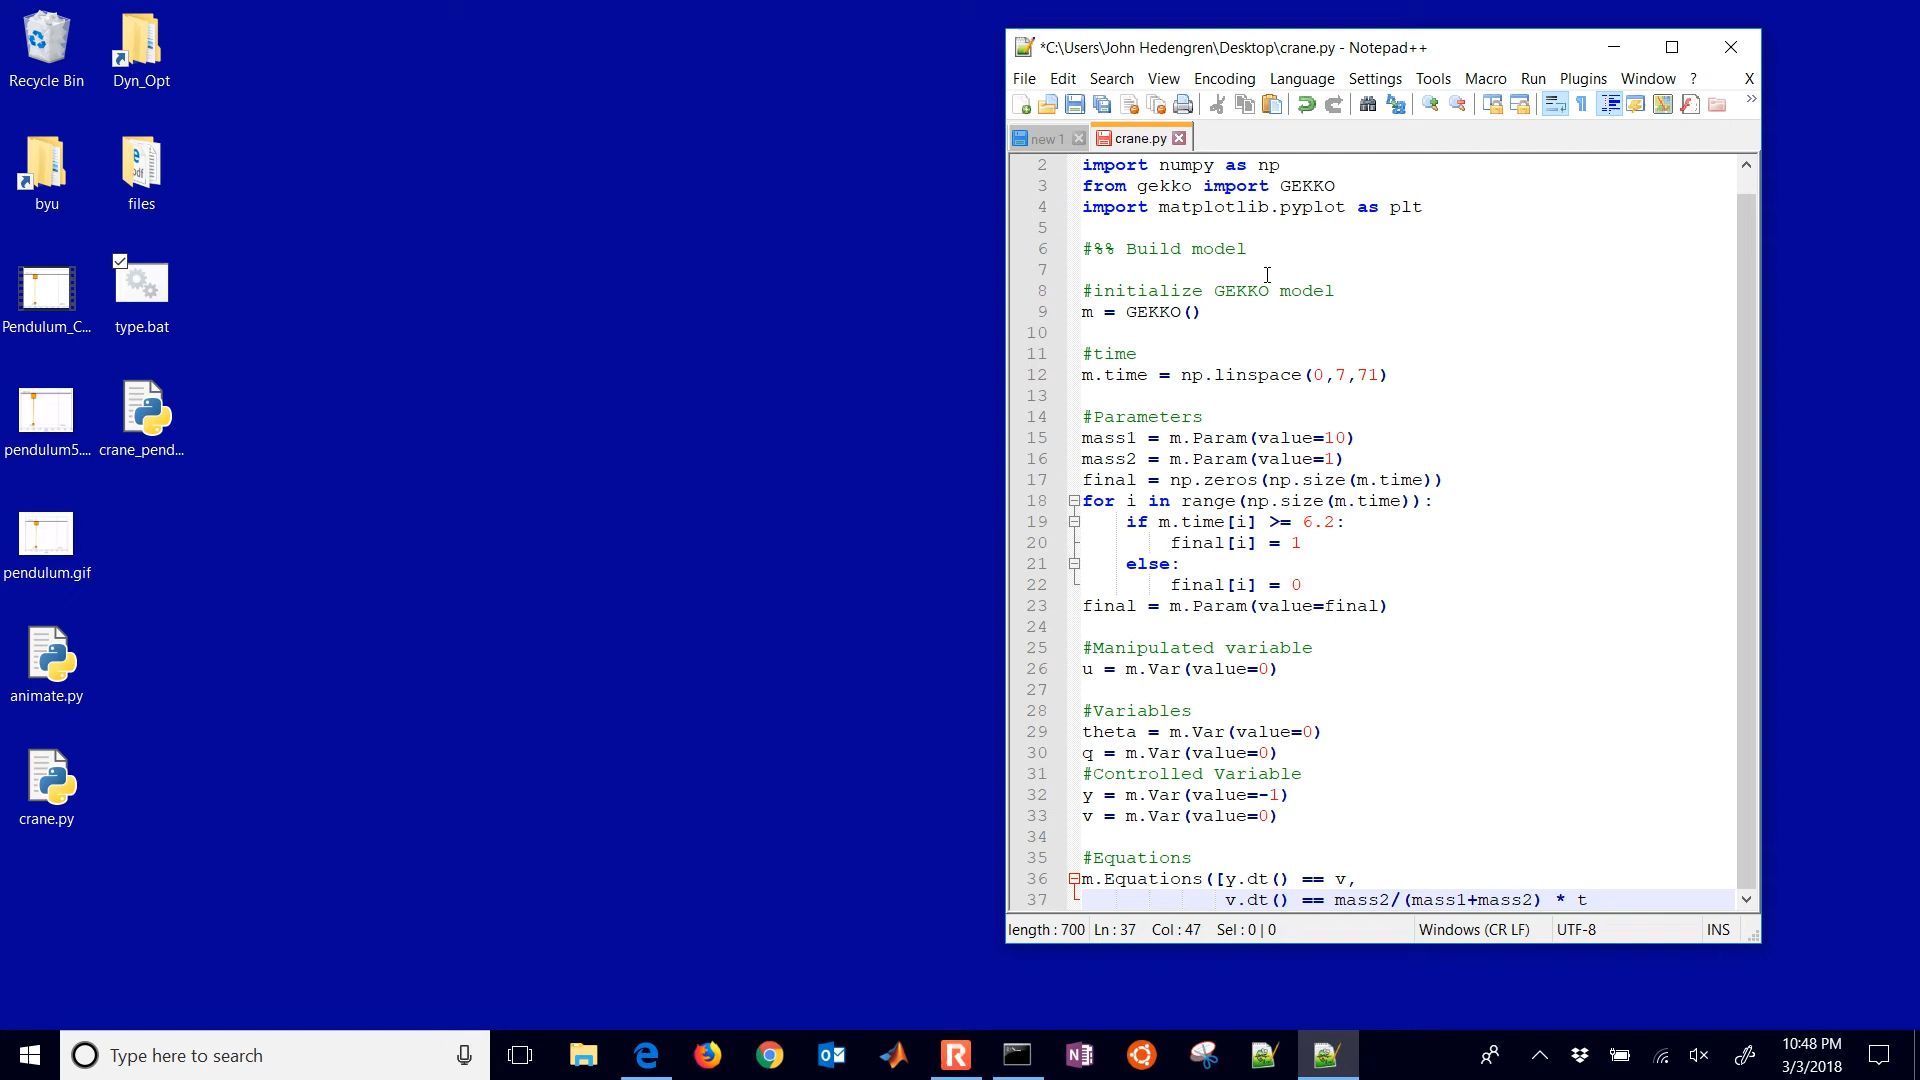 Recycle Bin
Dyn_Opt
byu
files
Pendulum_C...
type.bat
pendulum5....
crane_pend...
pendulum.gif
animate.py
crane.py
*C:\Users\John Hedengren\Desktop\crane.py - Notepad++
File Edit Search View Encoding Language Settings Tools Macro Run Plugins Window ? X
new 1
crane.py
2 import numpy as np
3 from gekko import GEKKO
4 import matplotlib.pyplot as plt
5
6 #%% Build model
7
8 #initialize GEKKO model
9 m = GEKKO()
10
11 #time
12 m.time = np.linspace(0,7,71)
13
14 #Parameters
15 mass1 = m.Param(value=10)
16 mass2 = m.Param(value=1)
17 final = np.zeros(np.size(m.time))
18 for i in range(np.size(m.time)):
19 if m.time[i] >= 6.2:
20 final[i] = 1
21 else:
22 final[i] = 0
23 final = m.Param(value=final)
24
25 #Manipulated variable
26 u = m.Var(value=0)
27
28 #Variables
29 theta = m.Var(value=0)
30 q = m.Var(value=0)
31 #Controlled Variable
32 y = m.Var(value=-1)
33 v = m.Var(value=0)
34
35 #Equations
36 m.Equations([y.dt() == v,
37 v.dt() == mass2/(mass1+mass2) * t
length : 700 Ln : 37 Col : 47 Sel : 0 | 0 Windows (CR LF) UTF-8 INS
Type here to search
10:48 PM
3/3/2018